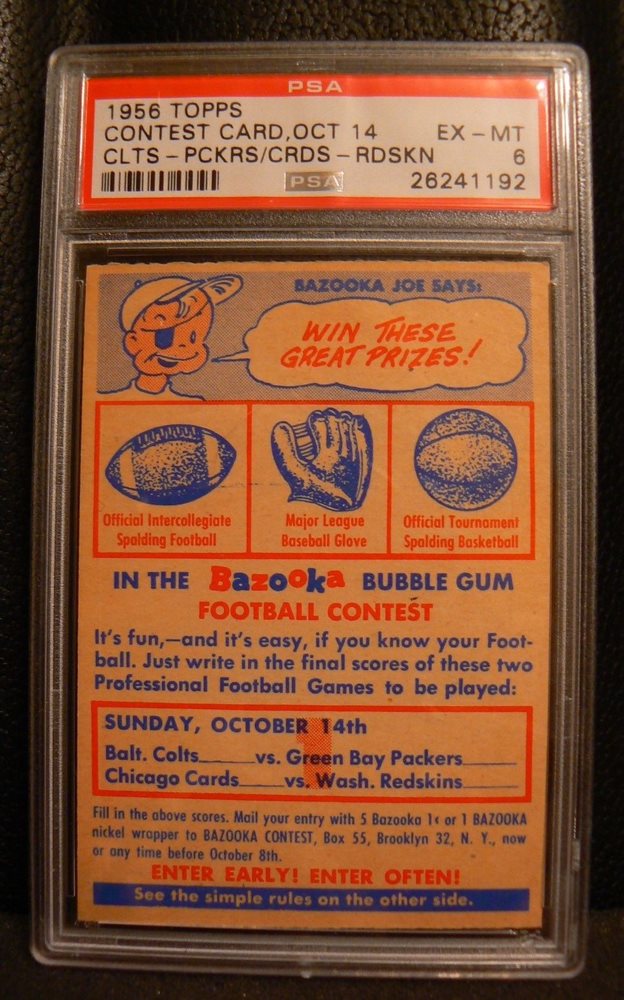 PSA
1956 TOPPS
CONTEST CARD,OCT 14 EX - MT
CLTS - PCKRS/CRDS - RDSKN 6
PSA 26241192
BAZOOKA JOE SAYS:
WIN THESE
GREAT PRIZES!
Official Intercollegiate
Spalding Football
Major League
Baseball Glove
Official Tournament
Spalding Basketball
IN THE Bazooka BUBBLE GUM
FOOTBALL CONTEST
It's fun,—and it's easy, if you know your Foot-
ball. Just write in the final scores of these two
Professional Football Games to be played:
1
SUNDAY, OCTOBER 14th
Balt. Colts_____vs. Green Bay Packers_____
Chicago Cards_____vs. Wash. Redskins_____
Fill in the above scores. Mail your entry with 5 Bazooka 1¢ or 1 BAZOOKA
nickel wrapper to BAZOOKA CONTEST, Box 55, Brooklyn 32, N. Y., now
or any time before October 8th.
ENTER EARLY! ENTER OFTEN!
See the simple rules on the other side.